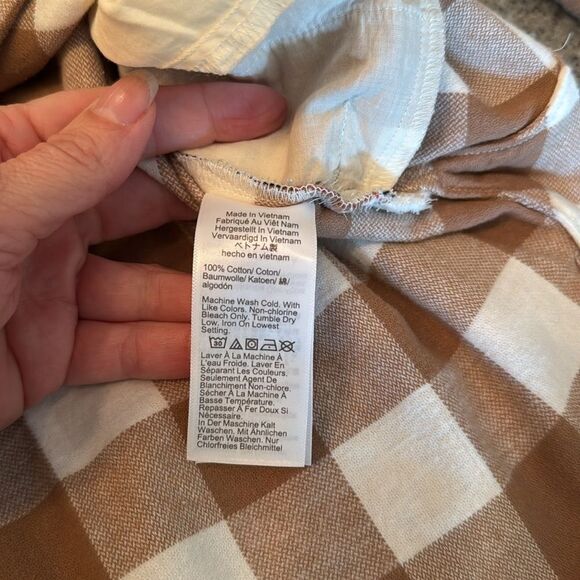 Made In Vietnam
Fabriqué Au Viêt Nam
Hergestellt In Vietnam
Vervaardigd In Vietnam
ベトナム製
hecho en vietnam
100% Cotton/ Coton/
Baumwolle/ Katoen/ 綿/
algodón
Machine Wash Cold. With
Like Colors. Non-chlorine
Bleach Only. Tumble Dry
Low, Iron On Lowest
Setting.
30
Laver À La Machine À
L'eau Froide. Laver En
Séparant Les Couleurs.
Seulement Agent De
Blanchiment Non-chlore.
Sécher À La Machine À
Basse Température.
Repasser À Fer Doux Si
Nécessaire.
In Der Maschine Kalt
Waschen. Mit Ähnlichen
Farben Waschen. Nur
Chlorfreies Bleichmittel